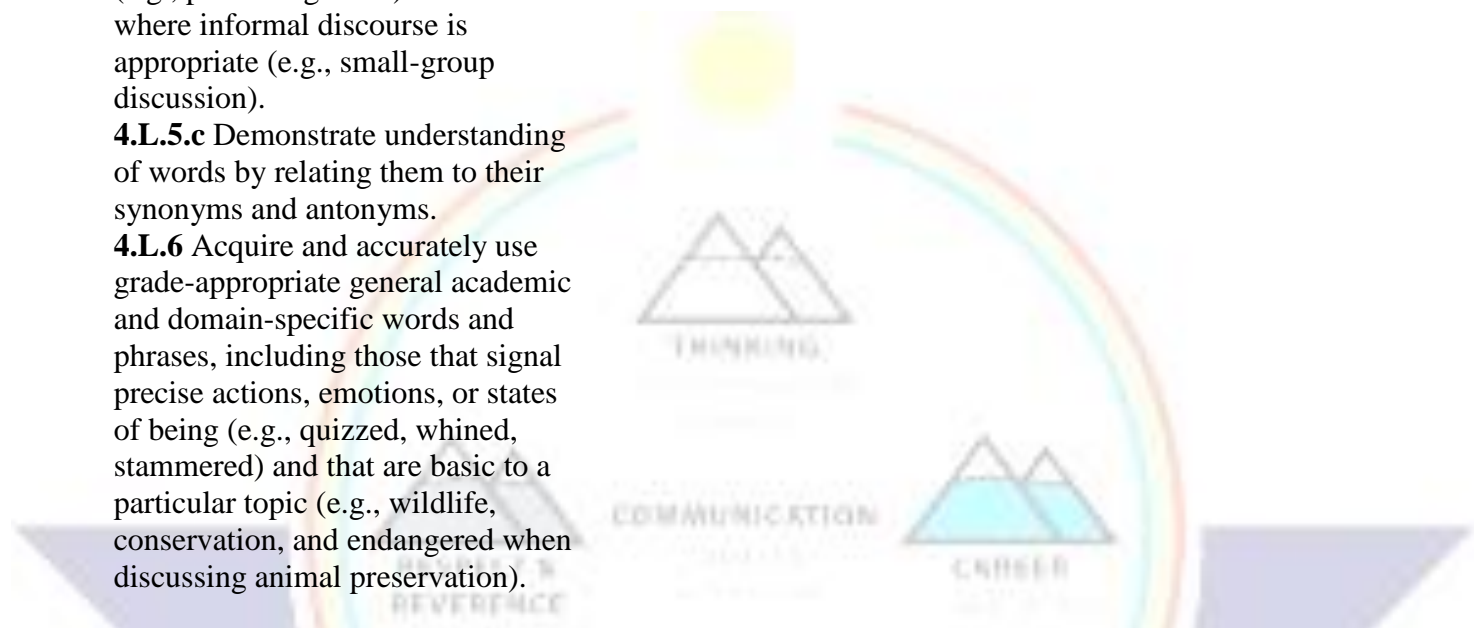 where informal discourse is
appropriate (e.g., small-group
discussion).
4.L.5.c Demonstrate understanding
of words by relating them to their
synonyms and antonyms.
4.L.6 Acquire and accurately use
grade-appropriate general academic
and domain-specific words and
phrases, including those that signal
precise actions, emotions, or states
of being (e.g., quizzed, whined,
stammered) and that are basic to a
particular topic (e.g., wildlife,
conservation, and endangered when
discussing animal preservation).
THINKING
COMMUNICATION
CAREER
RESPECT &
REVERENCE